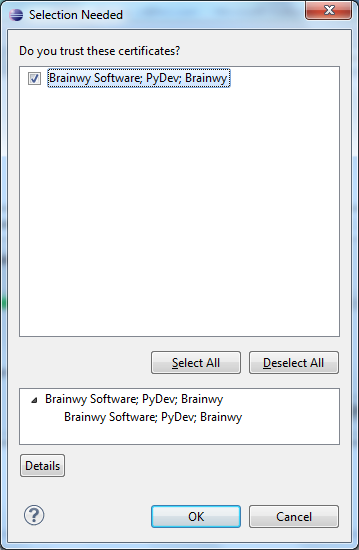 Selection Needed
Do you trust these certificates?
Brainwy Software; PyDev; Brainwy
Select All
Deselect All
Brainwy Software; PyDev; Brainwy
Brainwy Software; PyDev; Brainwy
Details
OK
Cancel